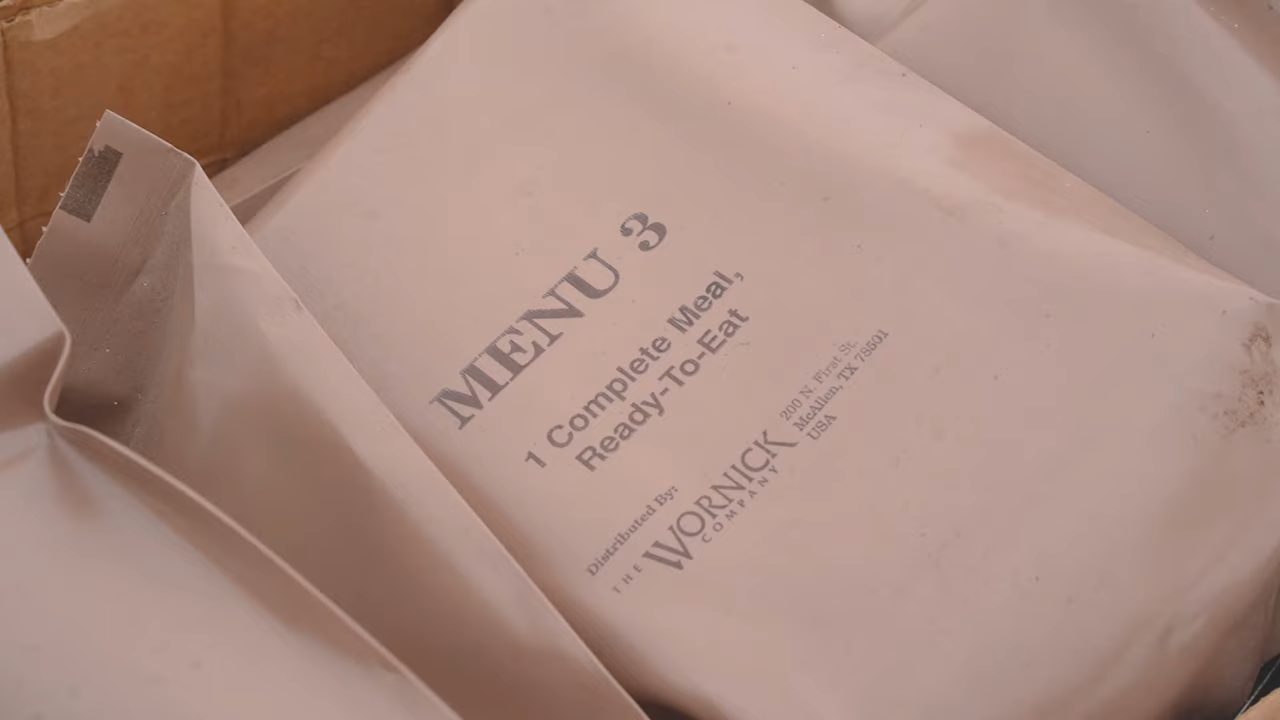 MENU 3
1 Complete Meal,
Ready-To-Eat
Distributed By:
THE WORNICK COMPANY
200 N. First St.
McAllen, TX 78501
USA